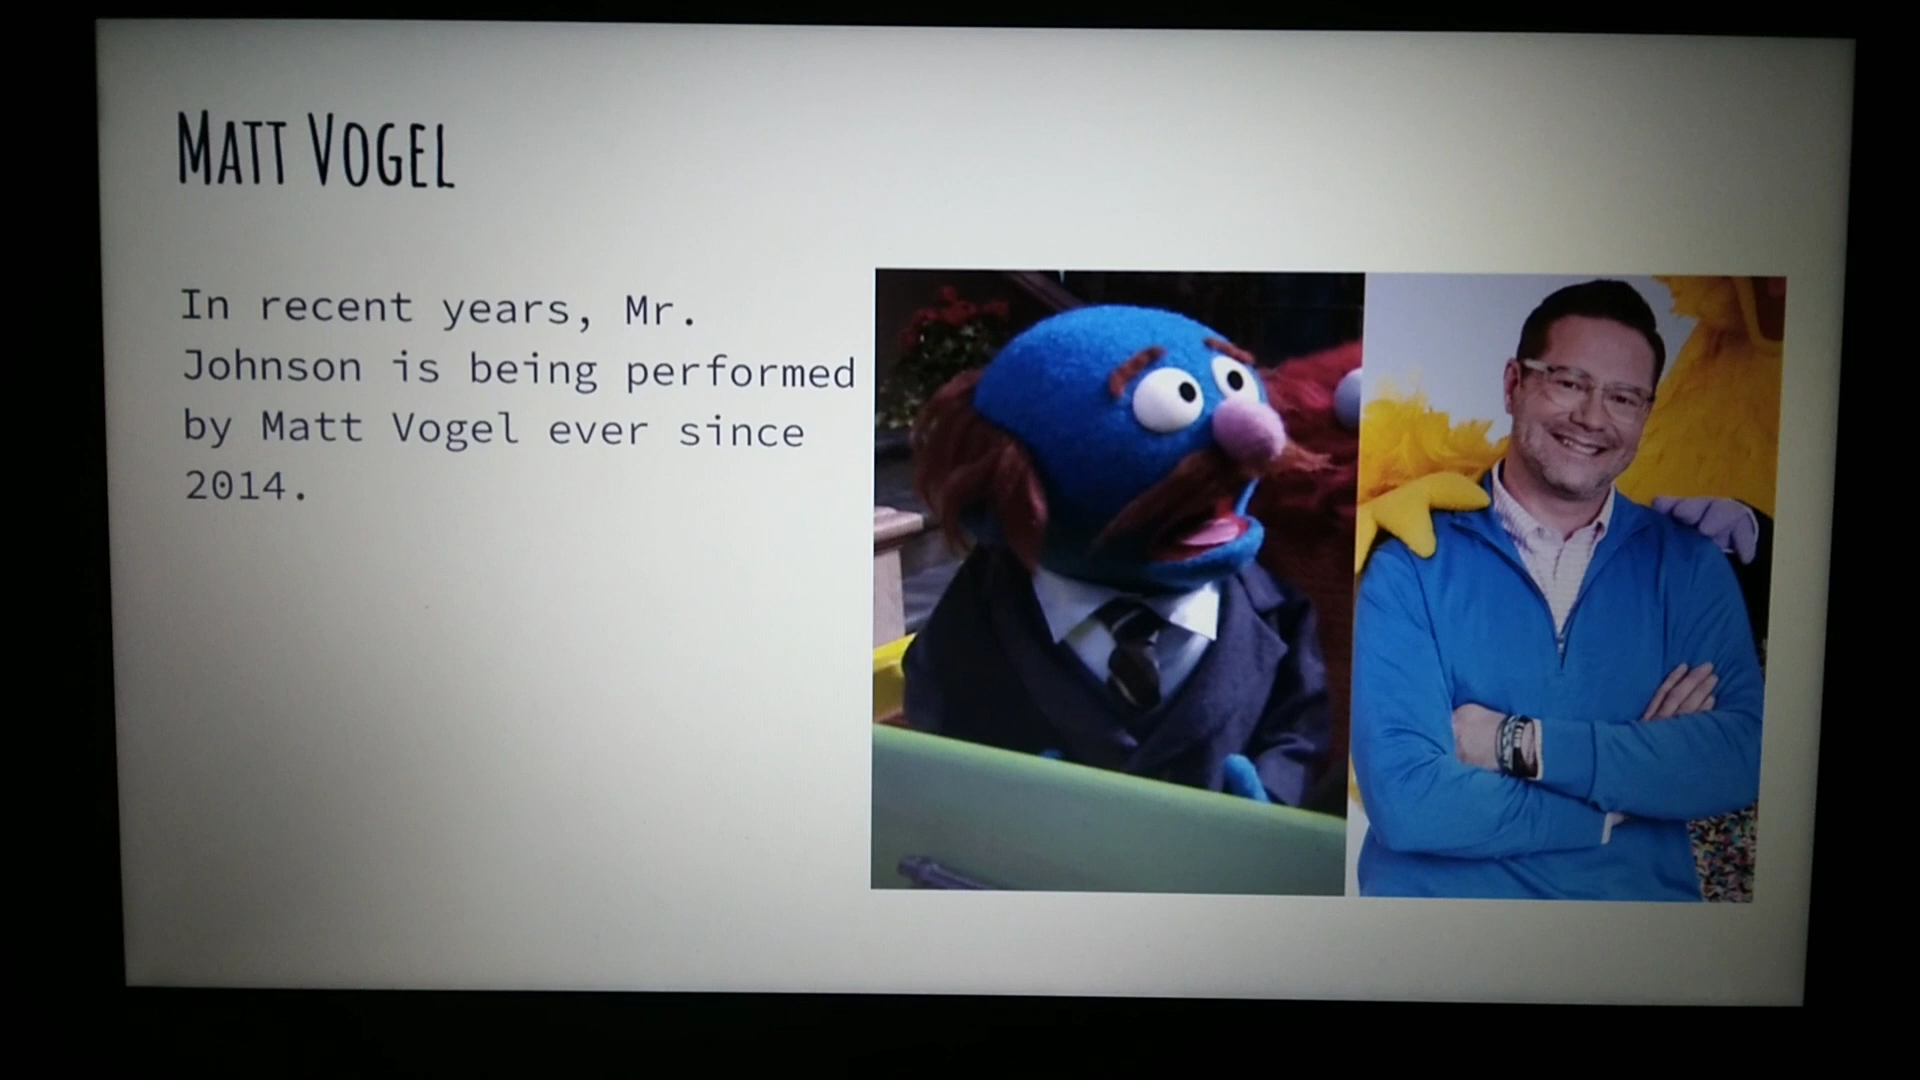 MATT VOGEL
In recent years, Mr.
Johnson is being performed
by Matt Vogel ever since
2014.